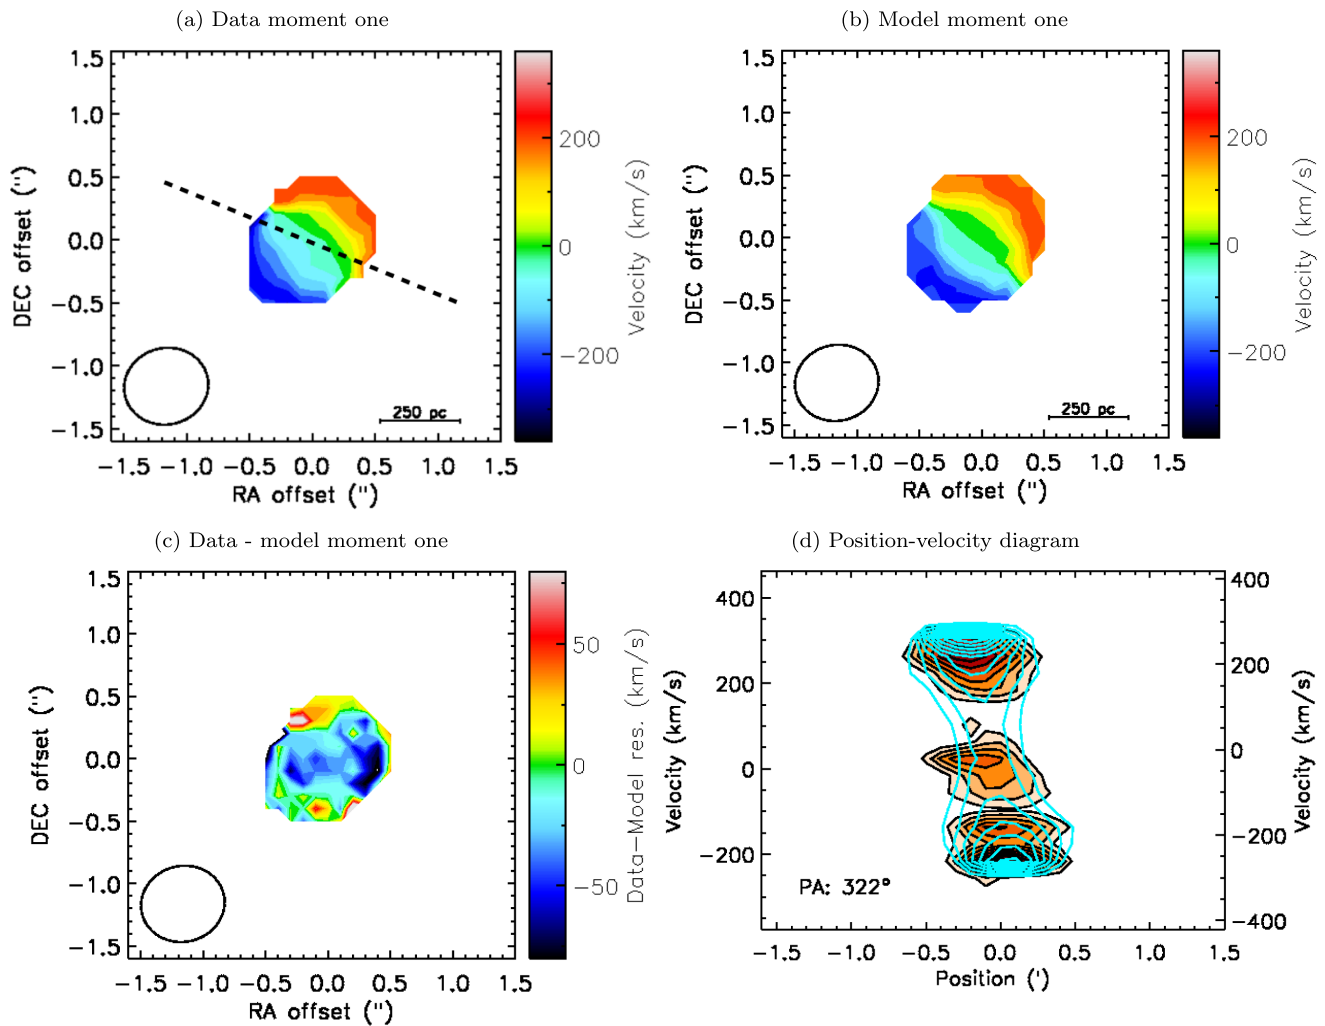 (a) Data moment one
1.5
1.0
0.5
0.0
−0.5
−1.0
−1.5
DEC offset ('')
−1.5 −1.0 −0.5 0.0 0.5 1.0 1.5
RA offset ('')
250 pc
200
0
−200
Velocity (km/s)
(b) Model moment one
1.5
1.0
0.5
0.0
−0.5
−1.0
−1.5
DEC offset ('')
−1.5 −1.0 −0.5 0.0 0.5 1.0 1.5
RA offset ('')
250 pc
200
0
−200
Velocity (km/s)
(c) Data - model moment one
1.5
1.0
0.5
0.0
−0.5
−1.0
−1.5
DEC offset ('')
−1.5 −1.0 −0.5 0.0 0.5 1.0 1.5
RA offset ('')
50
0
−50
Data−Model res. (km/s)
(d) Position-velocity diagram
400
200
0
−200
Velocity (km/s)
PA: 322°
−1.5 −1.0 −0.5 0.0 0.5 1.0 1.5
Position (')
400
200
0
−200
−400
Velocity (km/s)